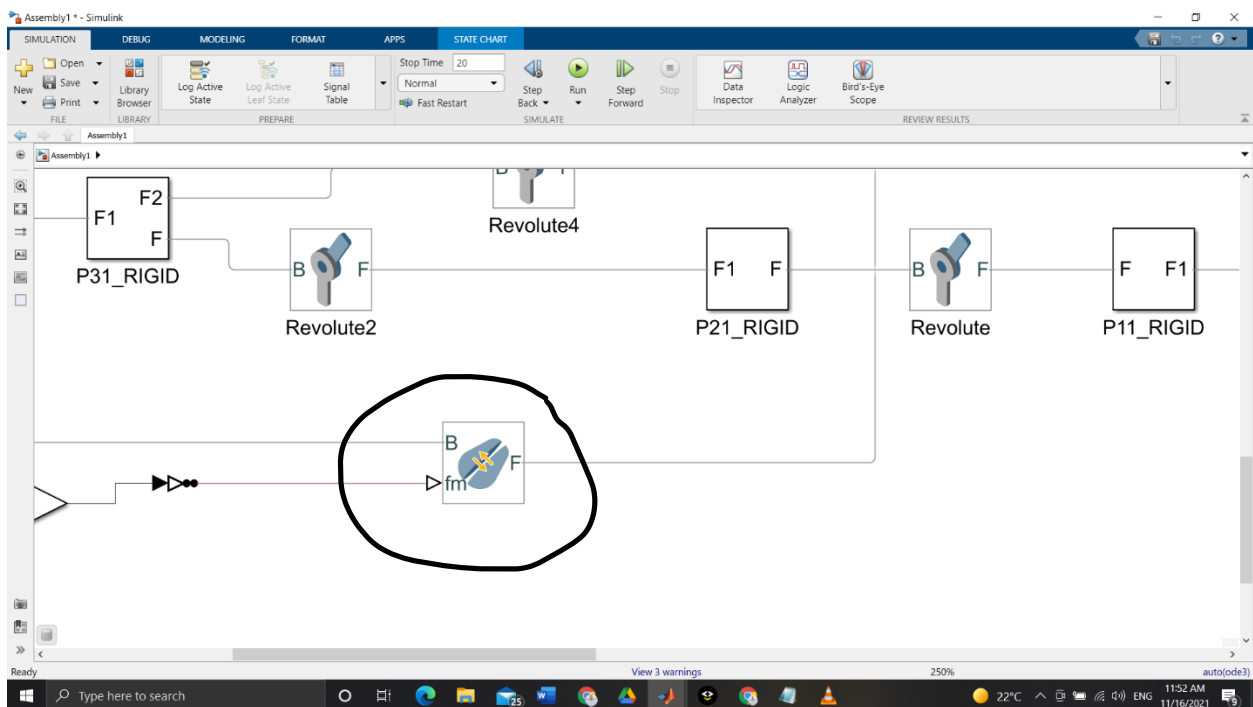 Assembly1 * - Simulink
SIMULATION DEBUG MODELING FORMAT APPS STATE CHART
New
Open
Save
Print
FILE
Library
Browser
LIBRARY
Log Active
State
Log Active
Leaf State
Signal
Table
PREPARE
Stop Time 20
Normal
Fast Restart
Step
Back
Run
Step
Forward
Stop
SIMULATE
Data
Inspector
Logic
Analyzer
Bird's-Eye
Scope
REVIEW RESULTS
Assembly1
Assembly1
F1 F2
F
P31_RIGID
B F
Revolute2
B F
Revolute4
F1 F
P21_RIGID
B F
Revolute
F F1
P11_RIGID
B
F
fm
Ready
View 3 warnings
250%
auto(ode3)
Type here to search
25
22°C
ENG
11:52 AM
11/16/2021
9